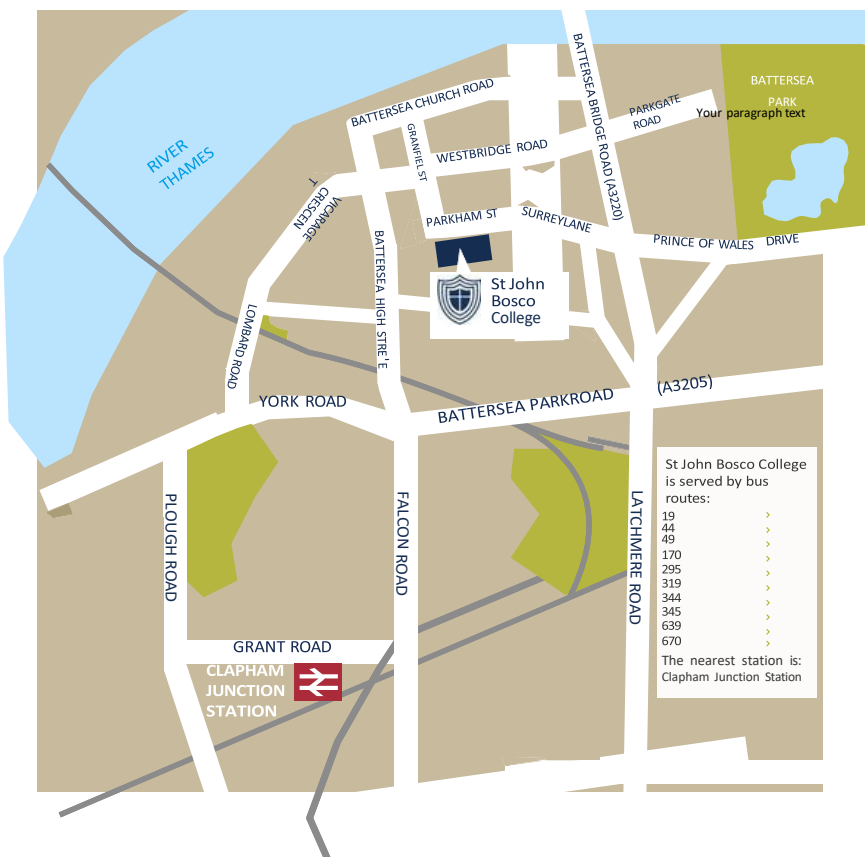 BATTERSEA
PARK
Your paragraph text
BATTERSEA BRIDGE ROAD (A3220)
PARKGATE
ROAD
BATTERSEA CHURCH ROAD
GRANFIEL ST
WESTBRIDGE ROAD
RIVER
THAMES
VICARAGE
CRESCEN
T
PARKHAM ST
SURREYLANE
PRINCE OF WALES DRIVE
BATTERSEA HIGH STRE'E
St John
Bosco
College
LOMBARD ROAD
YORK ROAD
BATTERSEA PARKROAD
(A3205)
PLOUGH ROAD
FALCON ROAD
LATCHMERE ROAD
St John Bosco College
is served by bus
routes:
19 ›
44 ›
49 ›
170 ›
295 ›
319 ›
344 ›
345 ›
639 ›
670 ›
The nearest station is:
Clapham Junction Station
GRANT ROAD
CLAPHAM
JUNCTION
STATION